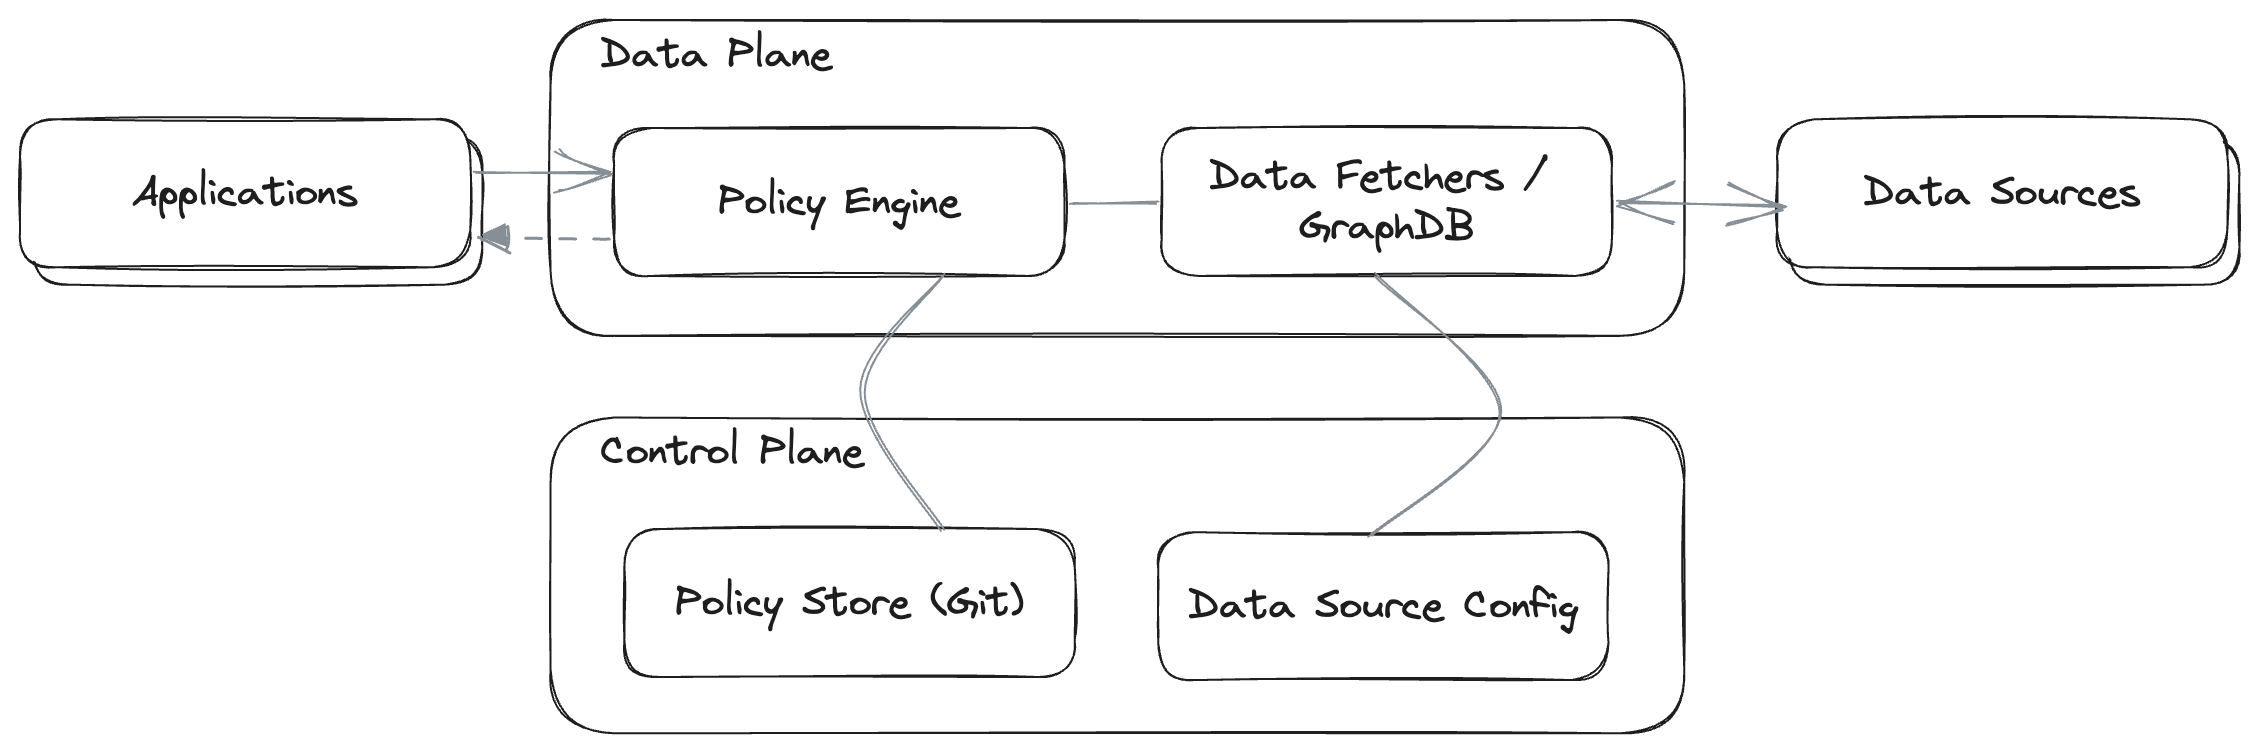 Data Plane
Applications
Policy Engine
Data Fetchers /
GraphDB
Data Sources
Control Plane
Policy Store (Git)
Data Source Config